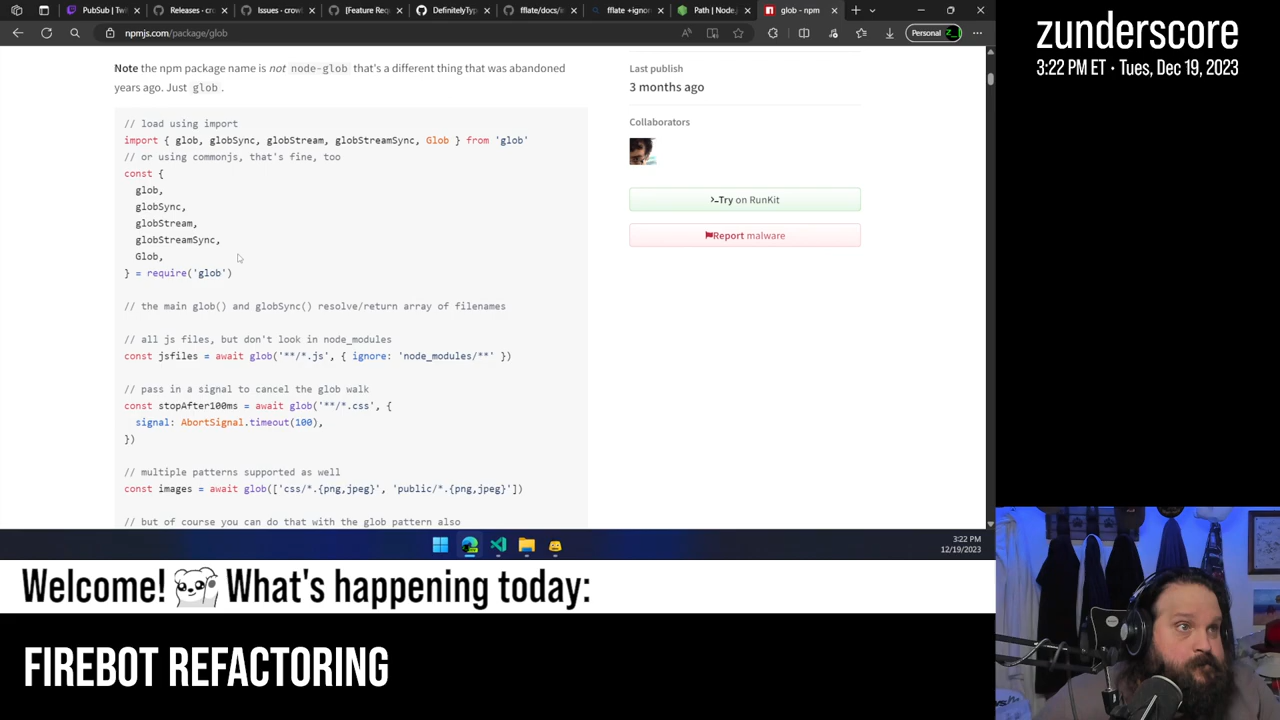 PubSub | Twi
Releases · cro
Issues · crowl
[Feature Req
DefinitelyTyp
fflate/docs/in
fflate +ignor
Path | Node.j
glob - npm
npmjs.com/package/glob
Personal
Note the npm package name is not node-glob that's a different thing that was abandoned
years ago. Just glob .
// load using import
import { glob, globSync, globStream, globStreamSync, Glob } from 'glob'
// or using commonjs, that's fine, too
const {
glob,
globSync,
globStream,
globStreamSync,
Glob,
} = require('glob')
// the main glob() and globSync() resolve/return array of filenames
// all js files, but don't look in node_modules
const jsfiles = await glob('**/*.js', { ignore: 'node_modules/**' })
// pass in a signal to cancel the glob walk
const stopAfter100ms = await glob('**/*.css', {
signal: AbortSignal.timeout(100),
})
// multiple patterns supported as well
const images = await glob(['css/*.{png,jpeg}', 'public/*.{png,jpeg}'])
// but of course you can do that with the glob pattern also
Last publish
3 months ago
Collaborators
>_Try on RunKit
Report malware
3:22 PM
12/19/2023
zunderscore
3:22 PM ET • Tues, Dec 19, 2023
Welcome! What's happening today:
FIREBOT REFACTORING